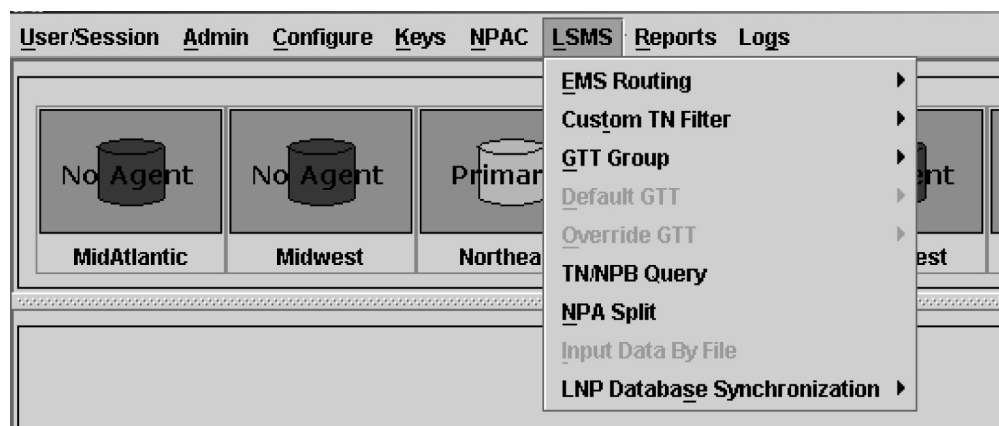 User/Session Admin Configure Keys NPAC LSMS Reports Logs
EMS Routing
Custom TN Filter
GTT Group
Default GTT
Override GTT
TN/NPB Query
NPA Split
Input Data By File
LNP Database Synchronization
No Agent No Agent
MidAtlantic Midwest